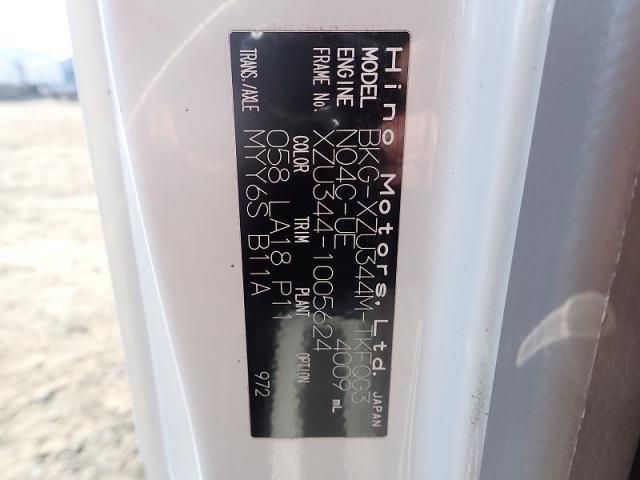 Hino Motors, Ltd. JAPAN
MODEL BKG-XZU344M-TKFQG3
ENGINE N04C-UE 4009 mL
FRAME No. XZU344-1005624
COLOR TRIM PLANT OPTION
058 LA18 P11
TRANS./AXLE MYY6S B11A
972